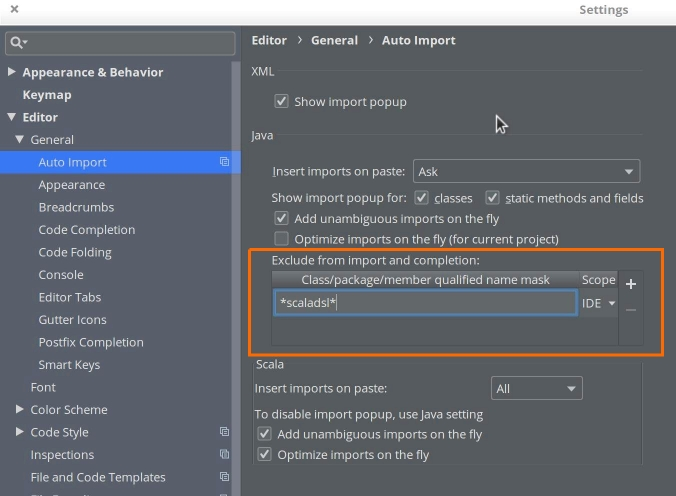 Settings
Appearance & Behavior
Keymap
Editor
General
Auto Import
Appearance
Breadcrumbs
Code Completion
Code Folding
Console
Editor Tabs
Gutter Icons
Postfix Completion
Smart Keys
Font
Color Scheme
Code Style
Inspections
File and Code Templates
Editor > General > Auto Import
XML
Show import popup
Java
Insert imports on paste: Ask
Show import popup for: classes static methods and fields
Add unambiguous imports on the fly
Optimize imports on the fly (for current project)
Exclude from import and completion:
Class/package/member qualified name mask Scope
*scaladsl* IDE
Scala
Insert imports on paste: All
To disable import popup, use Java setting
Add unambiguous imports on the fly
Optimize imports on the fly